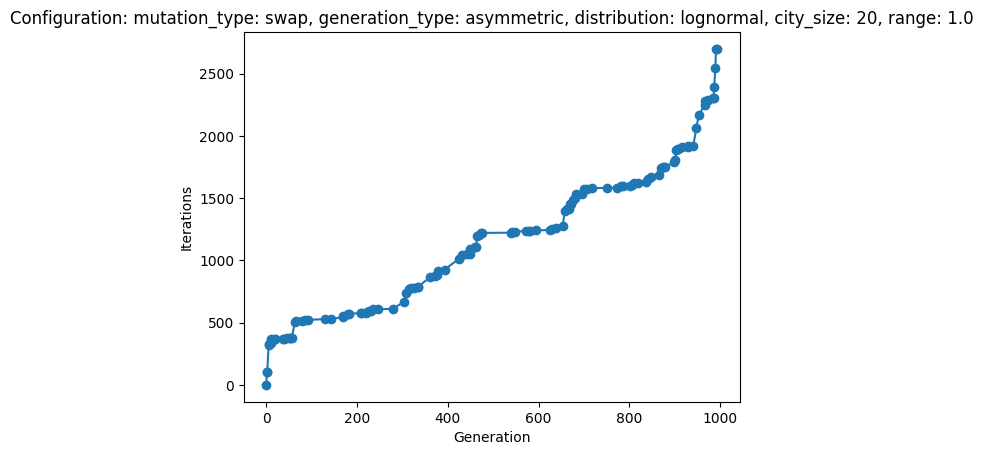 Configuration: mutation_type: swap, generation_type: asymmetric, distribution: lognormal, city_size: 20, range: 1.0
2500
2000
1500
1000
500
0
Iterations
0 200 400 600 800 1000
Generation